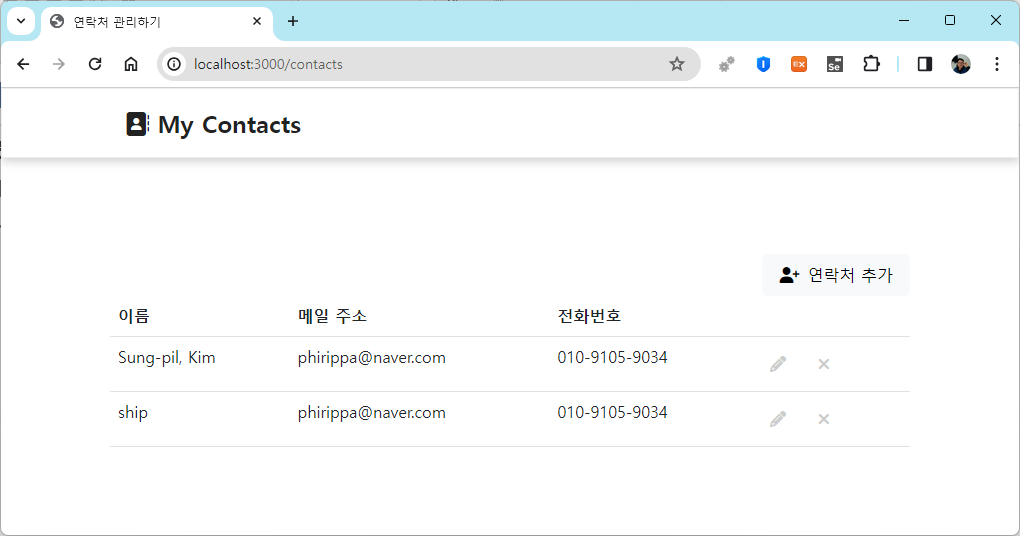 연락처 관리하기
localhost:3000/contacts
EX
Se
My Contacts
연락처 추가
이름 메일 주소 전화번호
Sung-pil, Kim phirippa@naver.com 010-9105-9034
ship phirippa@naver.com 010-9105-9034